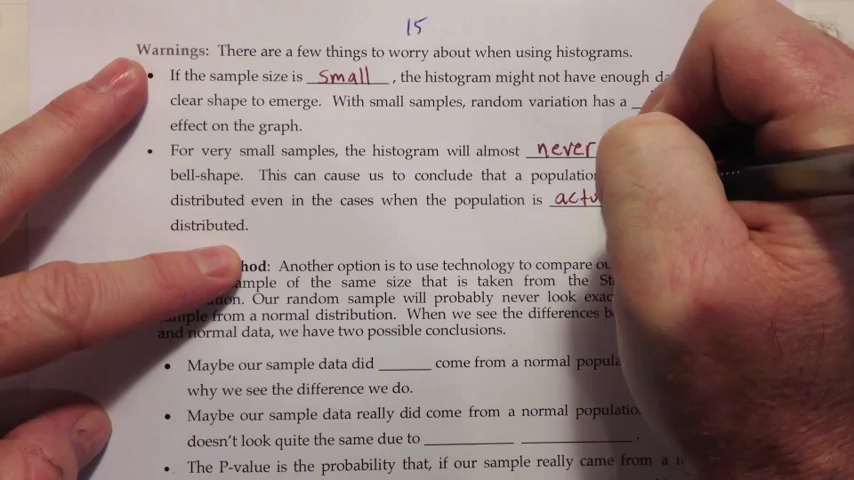 15
Warnings: There are a few things to worry about when using histograms.
• If the sample size is small, the histogram might not have enough
clear shape to emerge. With small samples, random variation has a
effect on the graph.
• For very small samples, the histogram will almost never
bell-shape. This can cause us to conclude that a
distributed even in the cases when the population is
distributed.
Another option is to use technology to compare
of the same size that is taken from the
Our random sample will probably never look
from a normal distribution. When we see the differences
and normal data, we have two possible conclusions.
• Maybe our sample data did ______ come from a normal
why we see the difference we do.
• Maybe our sample data really did come from a normal
doesn't look quite the same due to _________ ___________.
• The P-value is the probability that, if our sample really came from a